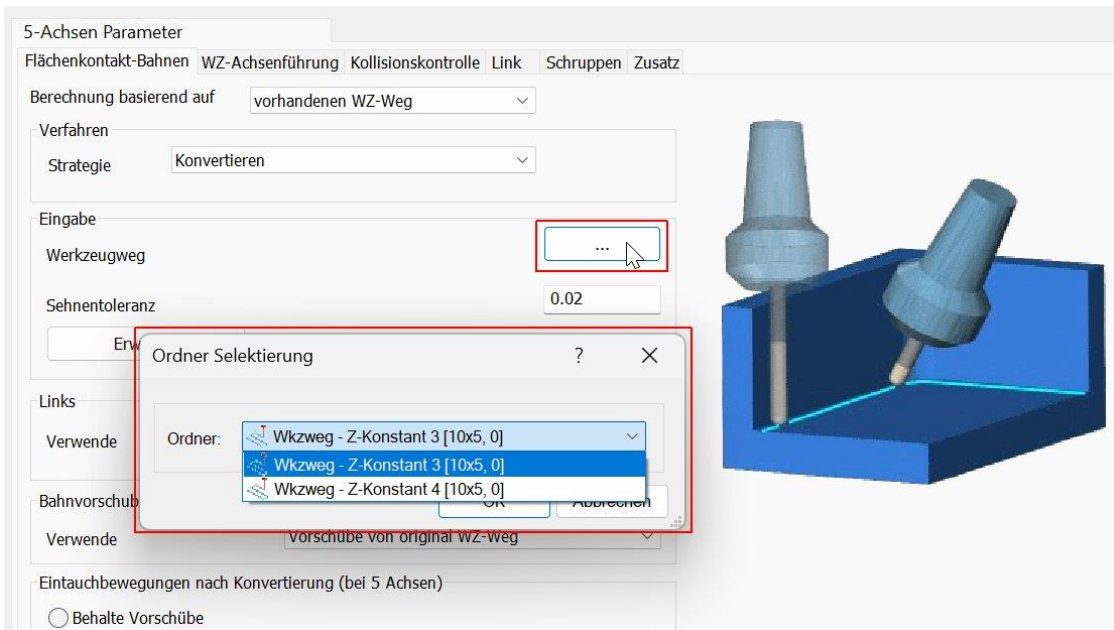 5-Achsen Parameter
Flächenkontakt-Bahnen WZ-Achsenführung Kollisionskontrolle Link Schruppen Zusatz
Berechnung basierend auf vorhandenen WZ-Weg
Verfahren
Strategie Konvertieren
Eingabe
Werkzeugweg ...
Sehnentoleranz 0.02
Ordner Selektierung ?
Links
Verwende
Ordner: Wkzweg - Z-Konstant 3 [10x5, 0]
Wkzweg - Z-Konstant 3 [10x5, 0]
Wkzweg - Z-Konstant 4 [10x5, 0]
OK Abbrechen
Bahnvorschub
Verwende Vorschübe von original WZ-Weg
Eintauchbewegungen nach Konvertierung (bei 5 Achsen)
Behalte Vorschübe